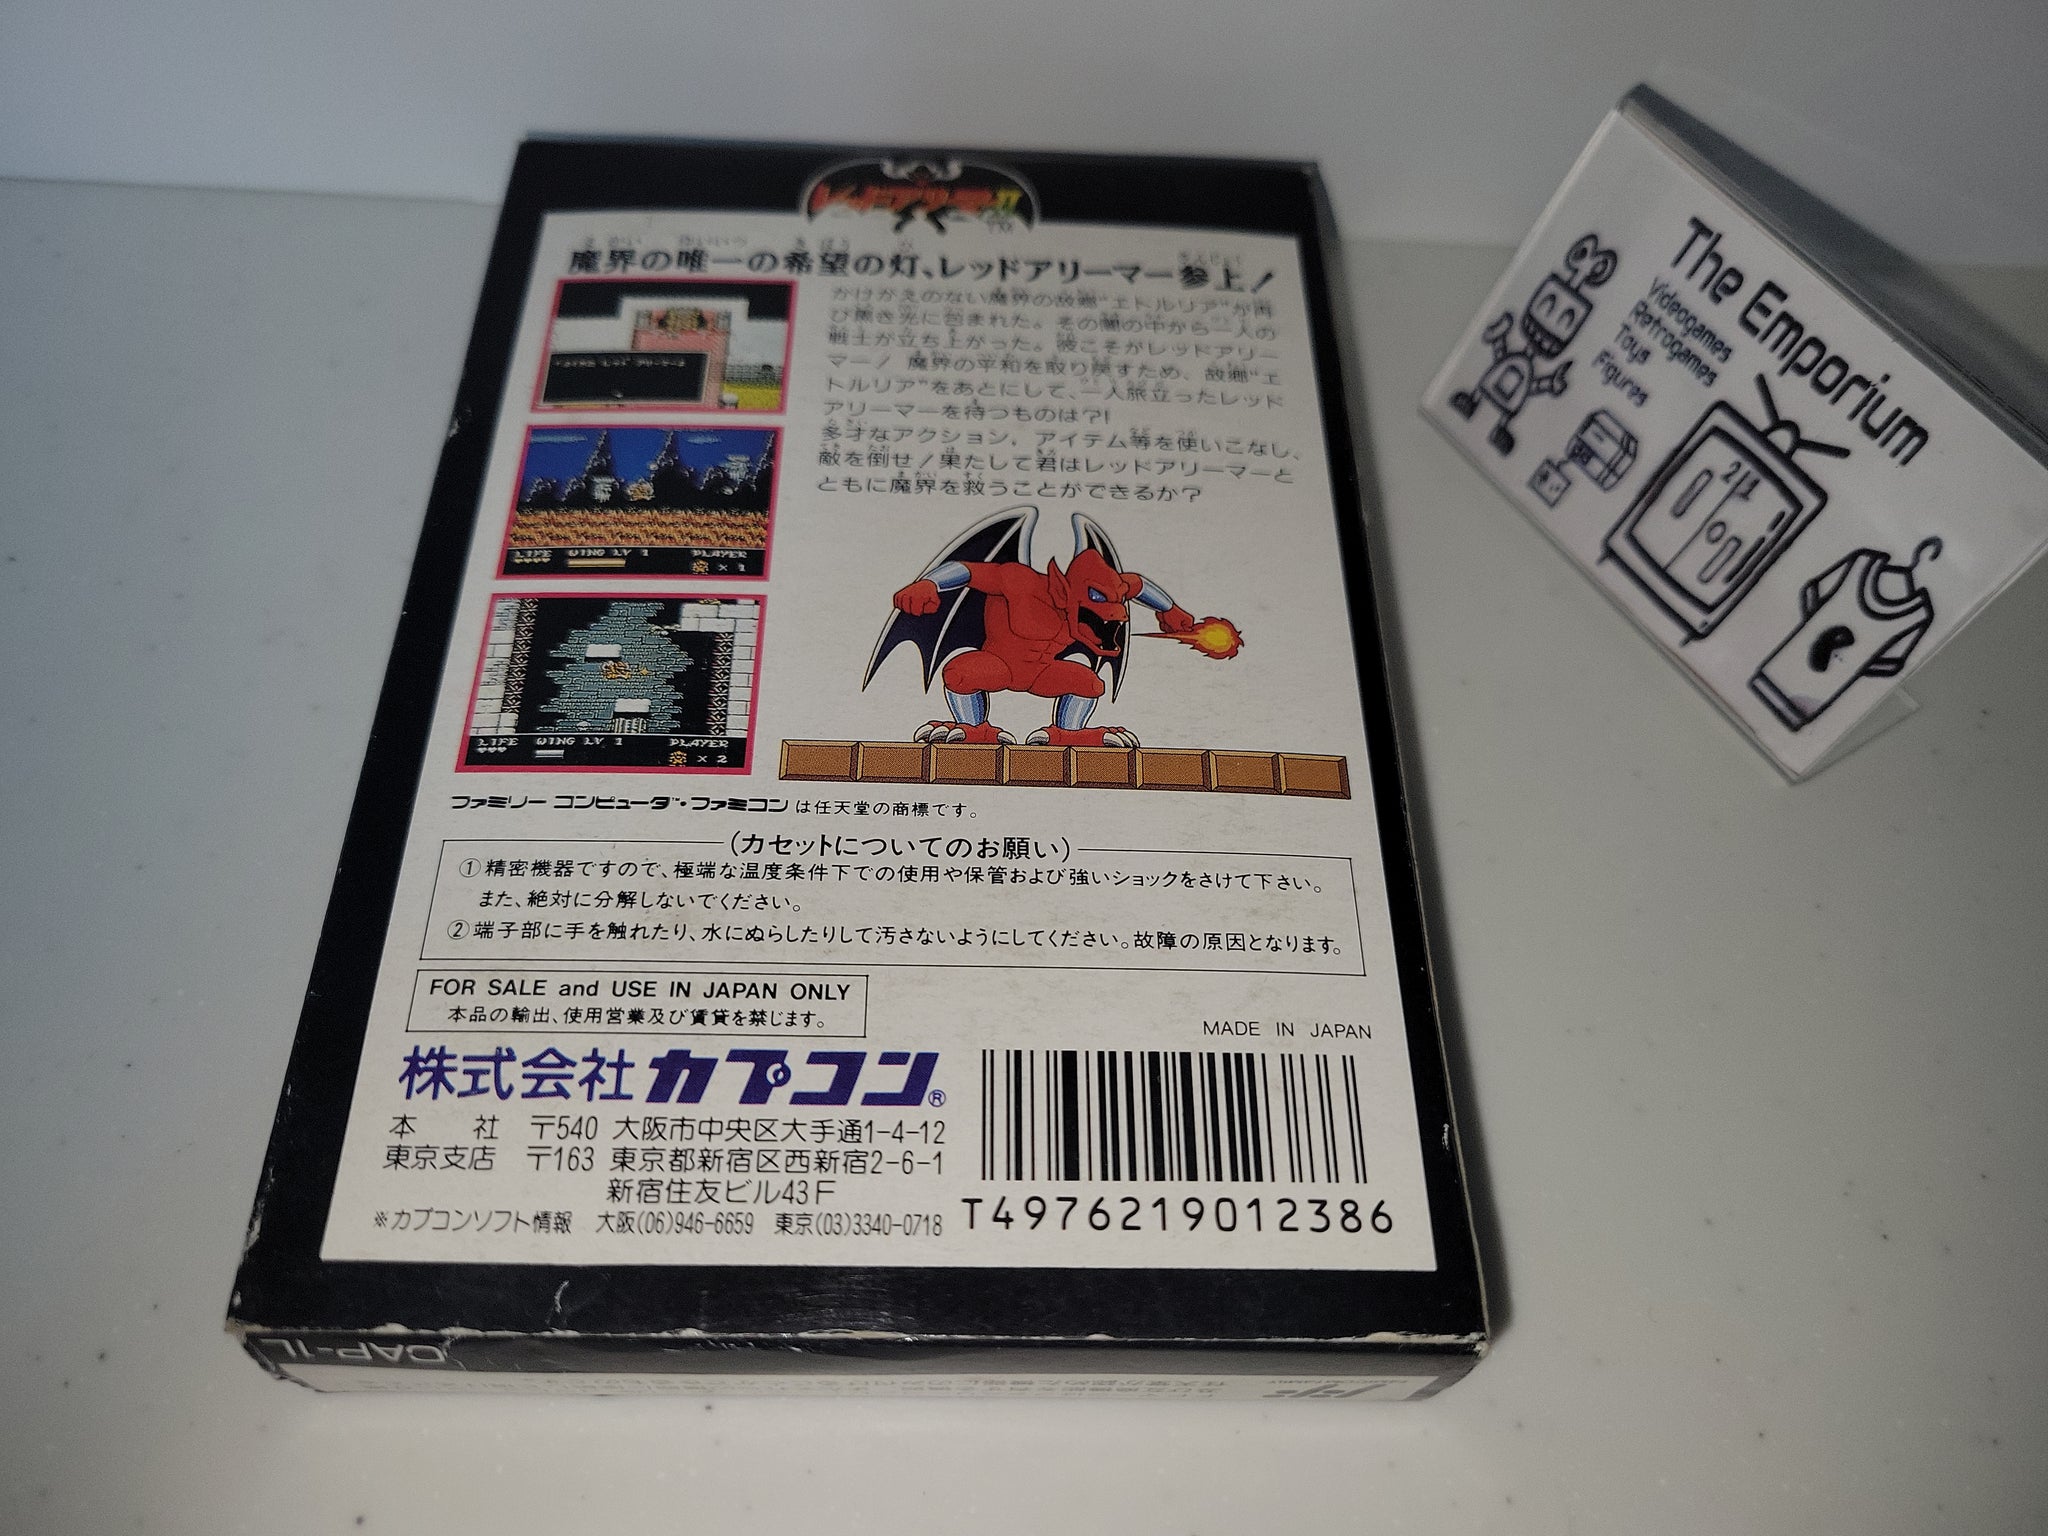 レッドアリーマーII
TM
魔界の唯一の希望の灯、レッドアリーマー参上!
かけがえのない魔界の故郷“エトルリア”が再
び黒き光に包まれた。その闇の中から一人の
戦士が立ち上がった。彼こそがレッドアリー
マー! 魔界の平和を取り戻すため、故郷“エ
トルリア”をあとにして、一人旅立ったレッド
アリーマーを待つものは?!
多才なアクション、アイテム等を使いこなし、
敵を倒せ!果たして君はレッドアリーマーと
ともに魔界を救うことができるか?
LIFE WING LV 1 PLAYER
× 1
LIFE WING LV 1 PLAYER
× 2
ファミリーコンピュータ™・ファミコンは任天堂の商標です。
(カセットについてのお願い)
①精密機器ですので、極端な温度条件下での使用や保管および強いショックをさけて下さい。
また、絶対に分解しないでください。
②端子部に手を触れたり、水にぬらしたりして汚さないようにしてください。故障の原因となります。
FOR SALE and USE IN JAPAN ONLY
本品の輸出、使用営業及び賃貸を禁じます。
MADE IN JAPAN
株式会社カプコン®
本 社 〒540 大阪市中央区大手通1-4-12
東京支店 〒163 東京都新宿区西新宿2-6-1
新宿住友ビル43F
※カプコンソフト情報 大阪(06)946-6659 東京(03)3340-0718
T4976219012386
CAP-1L
The Emporium
Videogames
Retrogames
Toys
Figures